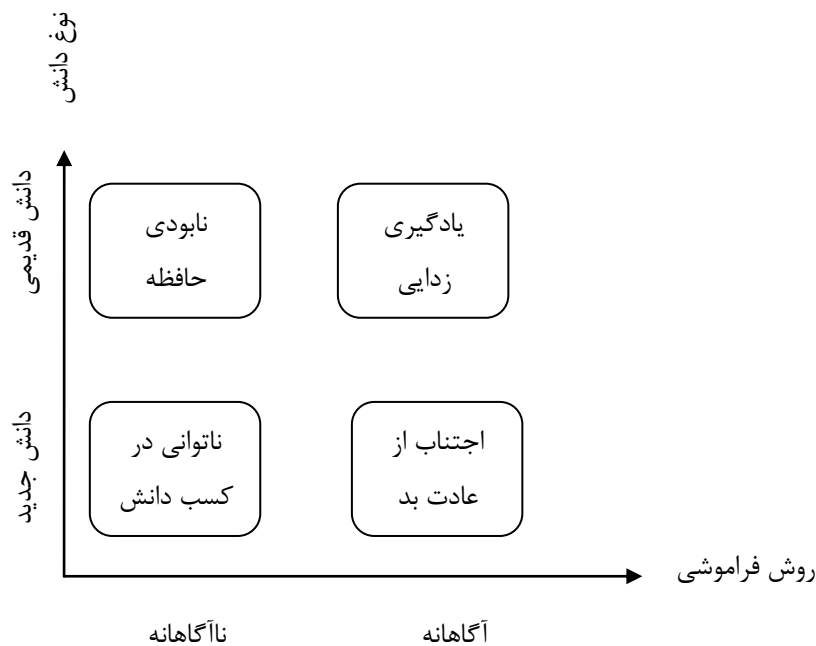 نوغ دانش
دانش قدیمی
نابودی
حافظه
یادگیری
زدایی
دانش جدید
ناتوانی در
کسب دانش
اجتناب از
عادت بد
روش فراموشی
ناآگاهانه
آگاهانه